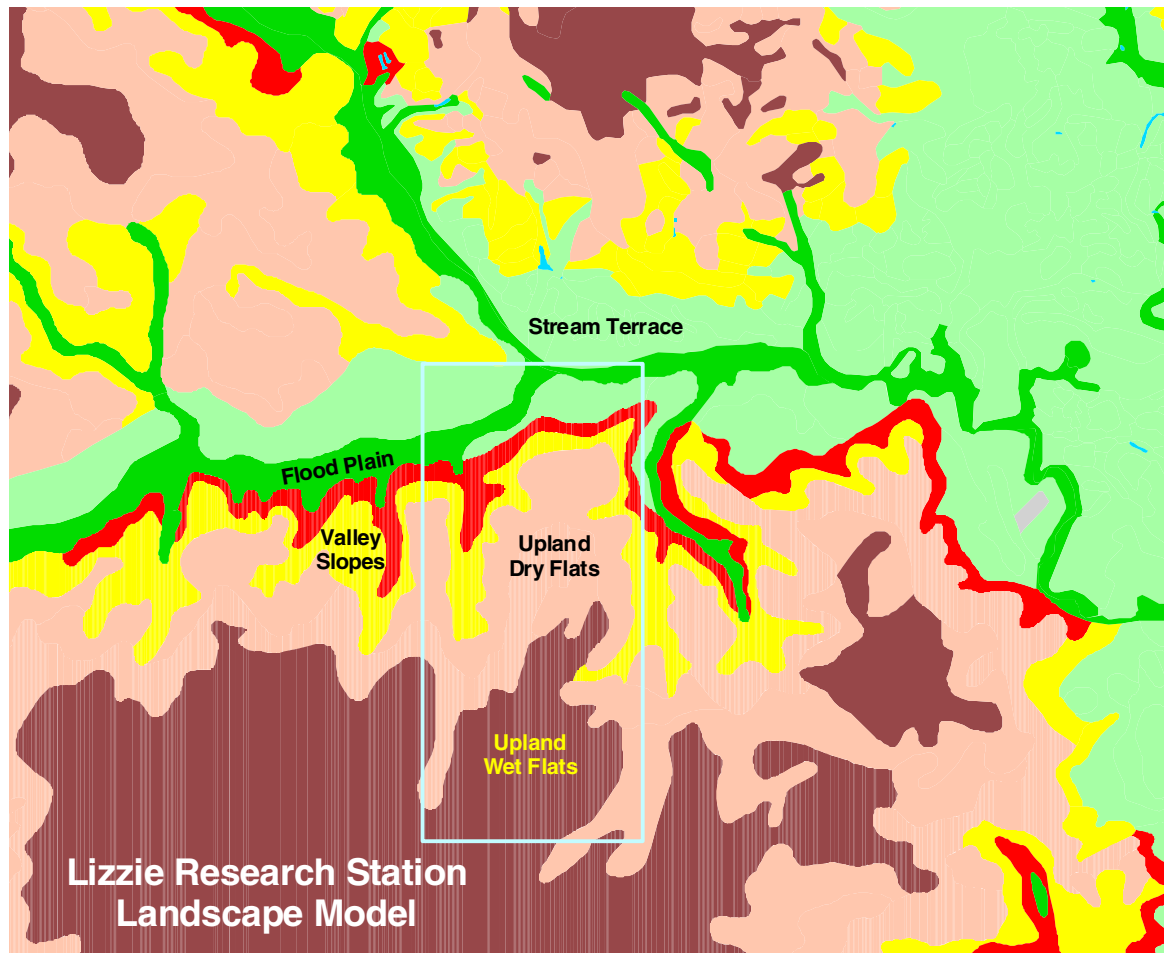 Stream Terrace
Flood Plain
Valley
Slopes
Upland
Dry Flats
Upland
Wet Flats
Lizzie Research Station
Landscape Model